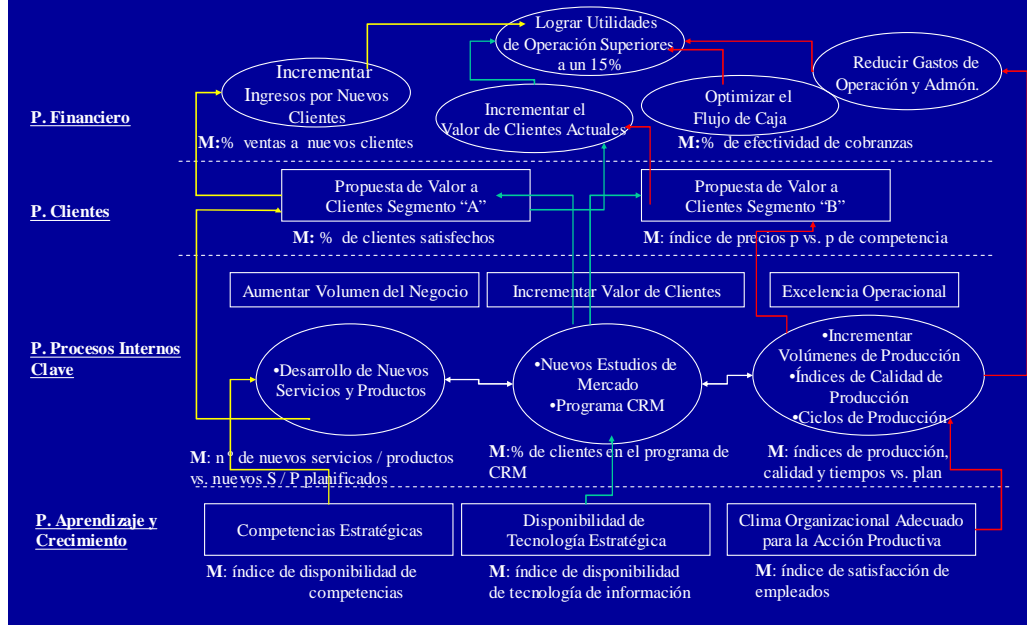 Lograr Utilidades
de Operación Superiores
a un 15%
Incrementar
Ingresos por Nuevos
Clientes
Reducir Gastos de
Operación y Admón.
Incrementar el
Valor de Clientes Actuales
Optimizar el
Flujo de Caja
P. Financiero
M:% ventas a nuevos clientes
M:% de efectividad de cobranzas
Propuesta de Valor a
Clientes Segmento “A”
Propuesta de Valor a
Clientes Segmento “B”
P. Clientes
M: % de clientes satisfechos
M: índice de precios p vs. p de competencia
Aumentar Volumen del Negocio
Incrementar Valor de Clientes
Excelencia Operacional
P. Procesos Internos
Clave
•Desarrollo de Nuevos
Servicios y Productos
•Nuevos Estudios de
Mercado
•Programa CRM
•Incrementar
Volúmenes de Producción
•Índices de Calidad de
Producción
•Ciclos de Producción
M: n° de nuevos servicios / productos
vs. nuevos S / P planificados
M:% de clientes en el programa de
CRM
M: índices de producción,
calidad y tiempos vs. plan
P. Aprendizaje y
Crecimiento
Competencias Estratégicas
Disponibilidad de
Tecnología Estratégica
Clima Organizacional Adecuado
para la Acción Productiva
M: índice de disponibilidad de
competencias
M: índice de disponibilidad
de tecnología de información
M: índice de satisfacción de
empleados